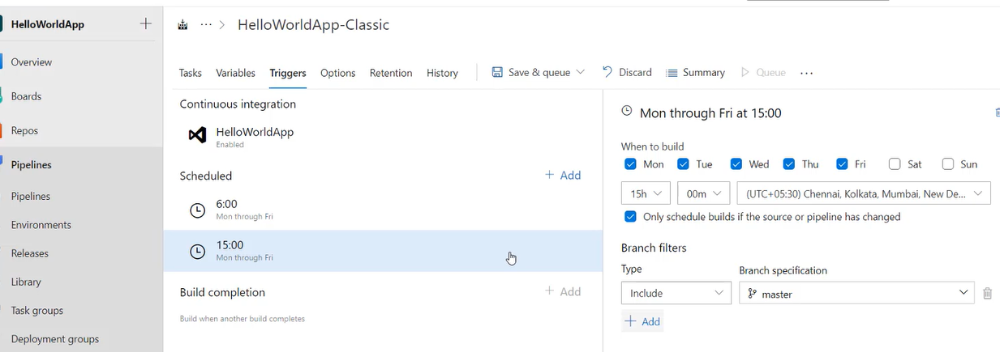 HelloWorldApp
Overview
Boards
Repos
Pipelines
Pipelines
Environments
Releases
Library
Task groups
Deployment groups
... > HelloWorldApp-Classic
Tasks Variables Triggers Options Retention History Save & queue Discard Summary Queue ...
Continuous integration
HelloWorldApp
Enabled
Scheduled + Add
6:00
Mon through Fri
15:00
Mon through Fri
Build completion + Add
Build when another build completes
Mon through Fri at 15:00
When to build
Mon Tue Wed Thu Fri Sat Sun
15h 00m (UTC+05:30) Chennai, Kolkata, Mumbai, New De...
Only schedule builds if the source or pipeline has changed
Branch filters
Type Branch specification
Include master
+ Add